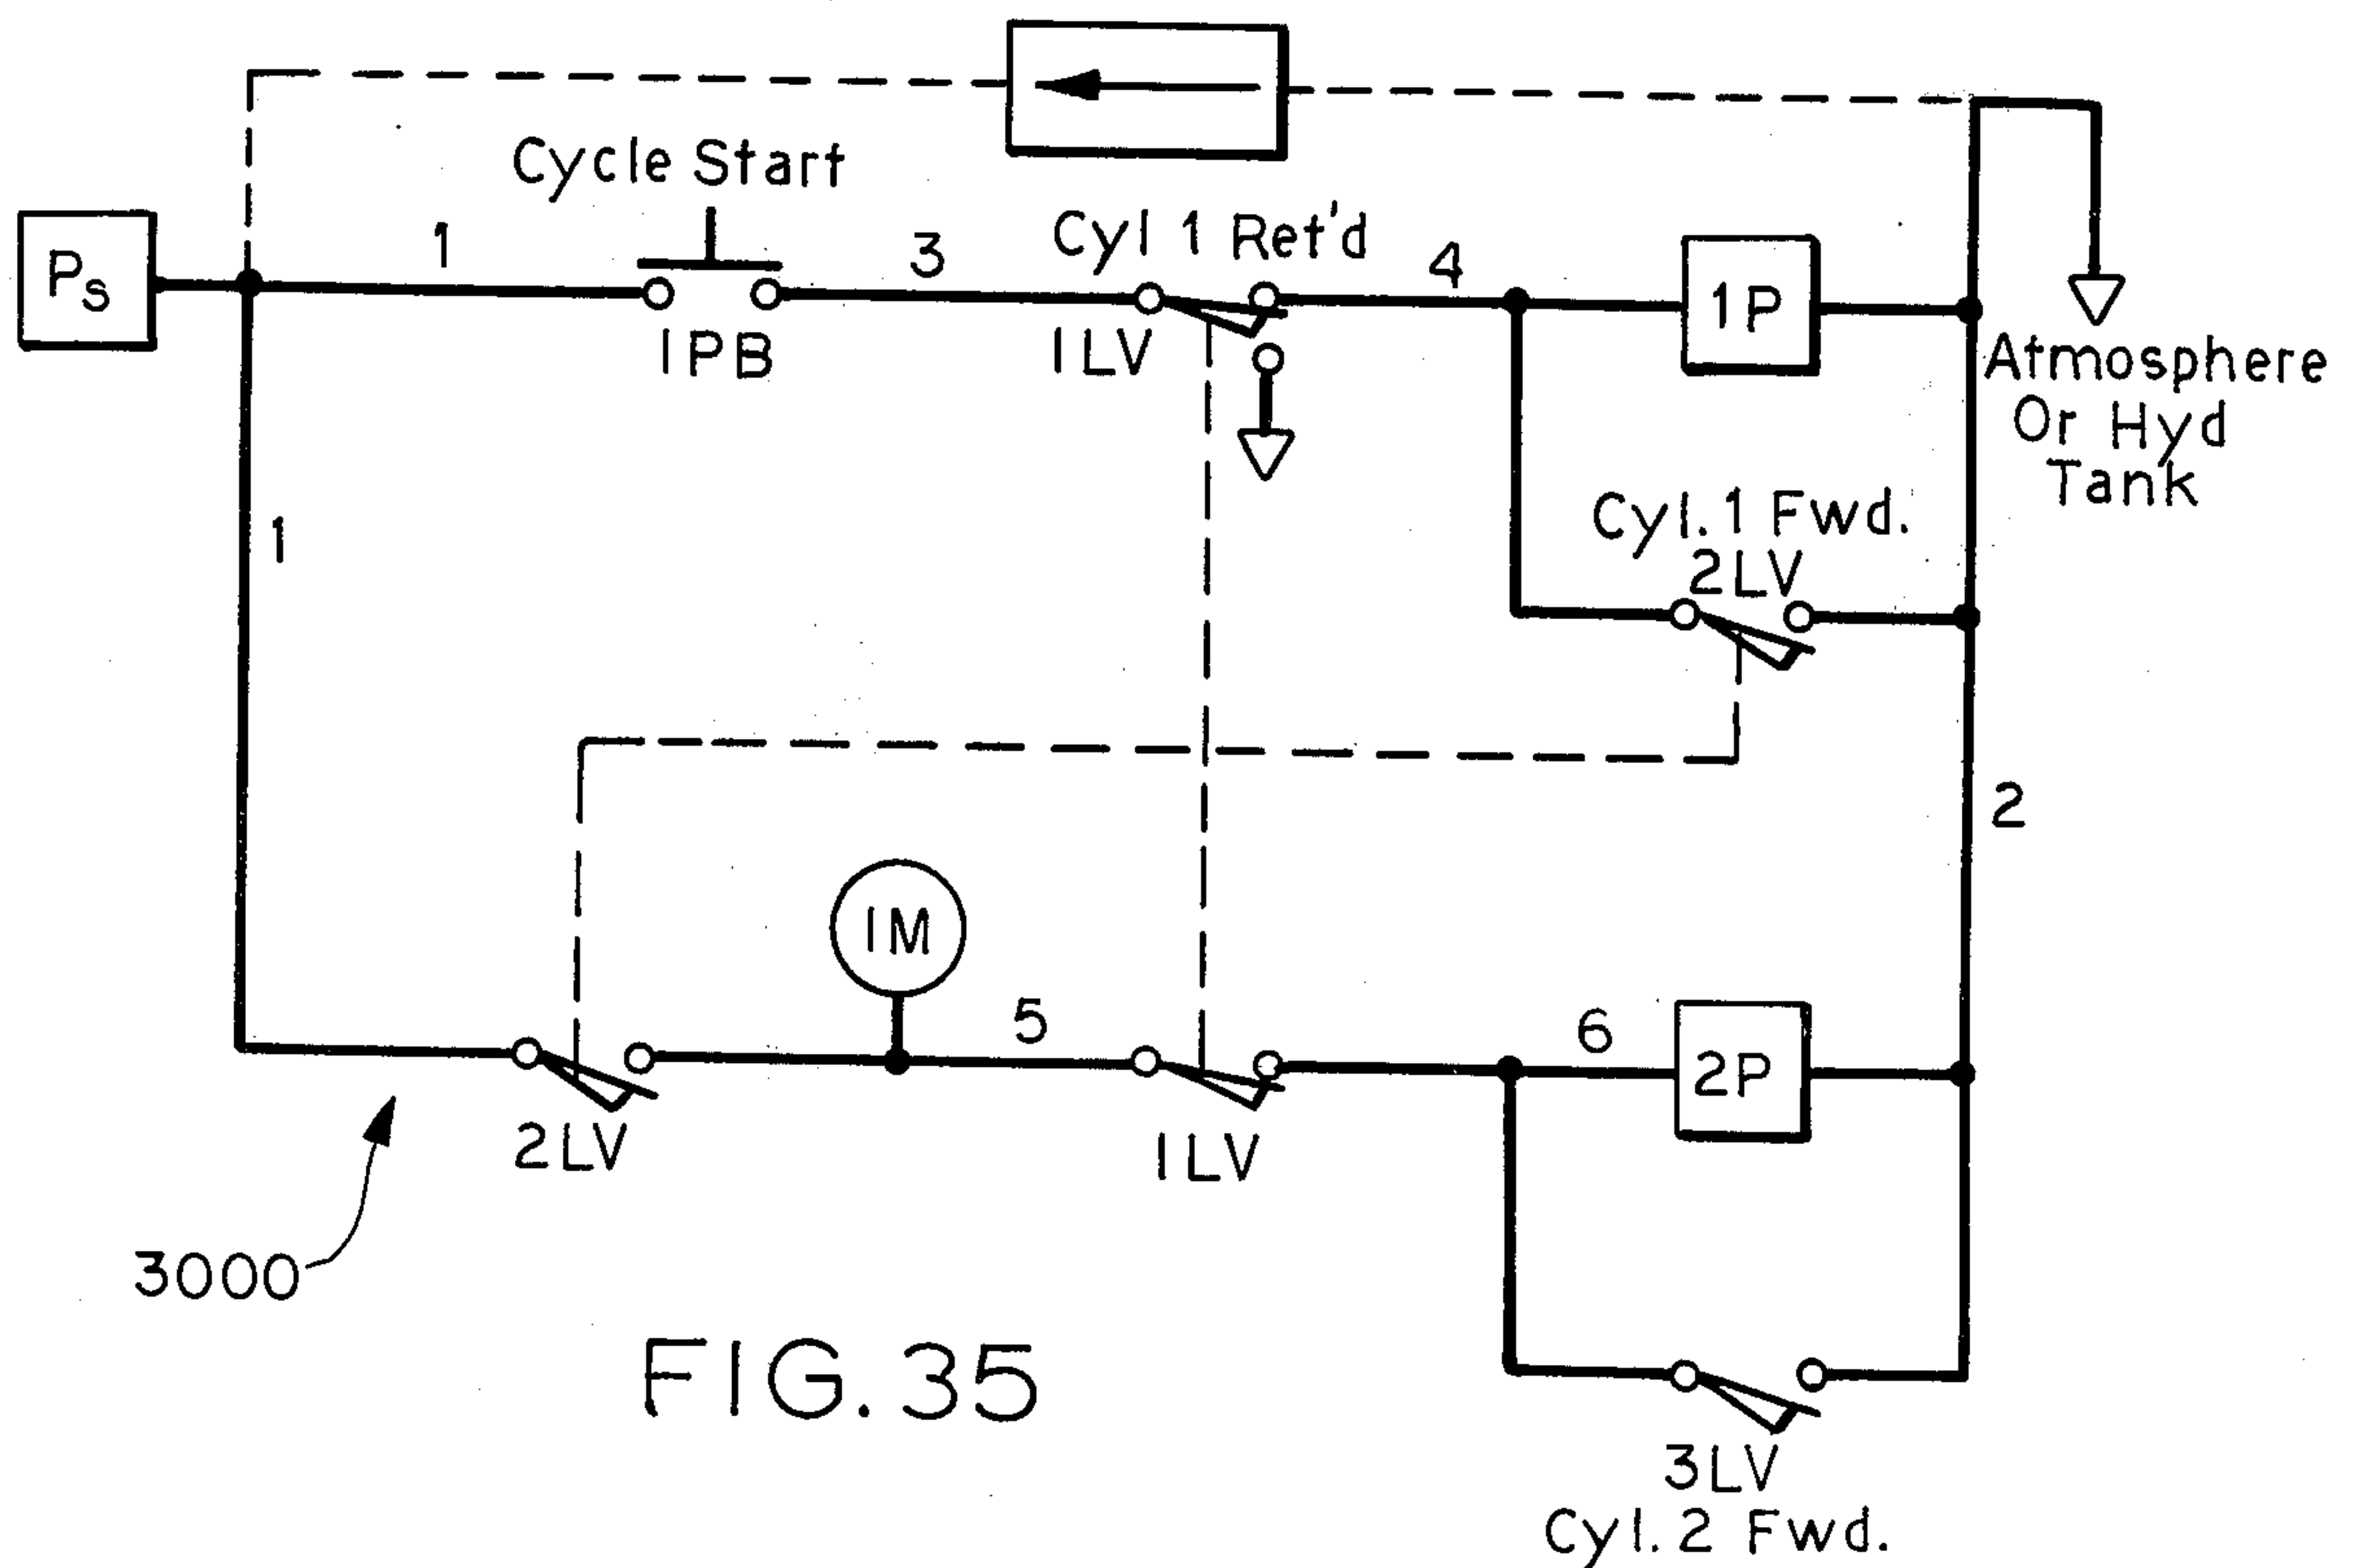 Cycle Start
Ps
1
1PB
3
Cyl 1 Ret'd
1LV
4
1P
Atmosphere
Or Hyd
Tank
1
Cyl. 1 Fwd.
2LV
2
1M
5
6
2P
2LV
1LV
3000
FIG. 35
3LV
Cyl. 2 Fwd.